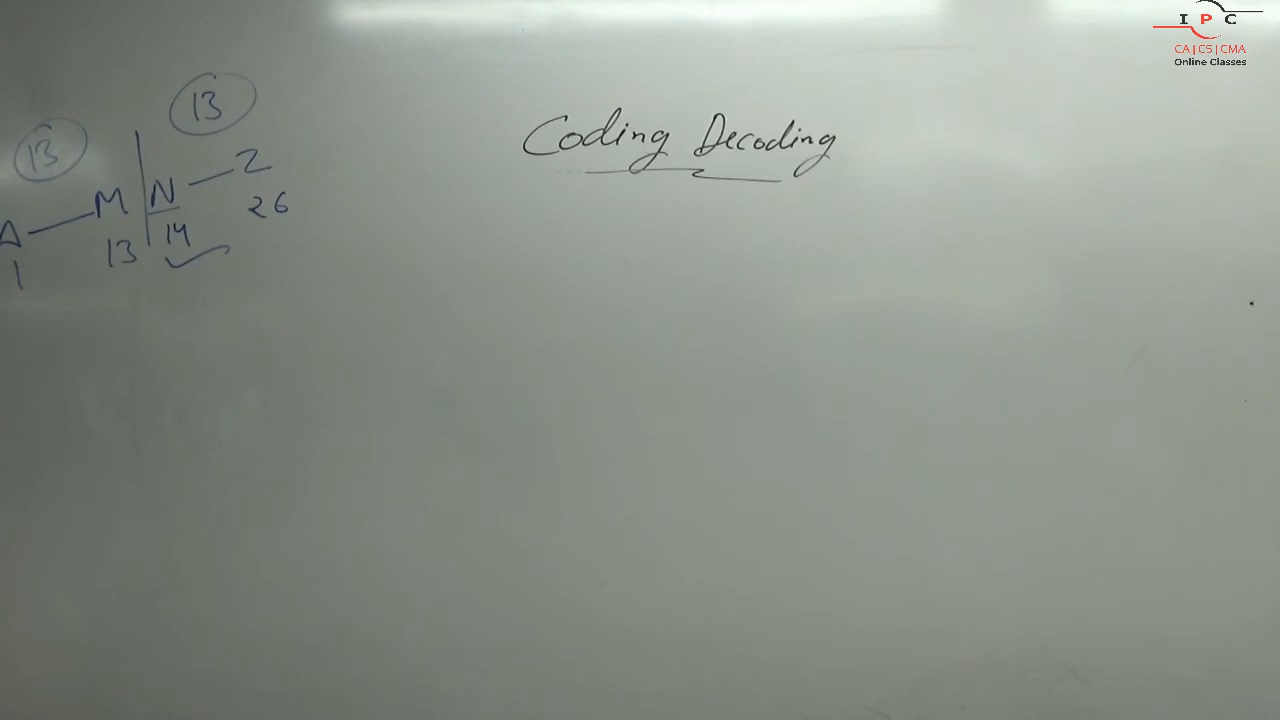 I P C
CA|CS|CMA
Online Classes
Coding Decoding
13 13
A — M | N — Z
1 13 14 26